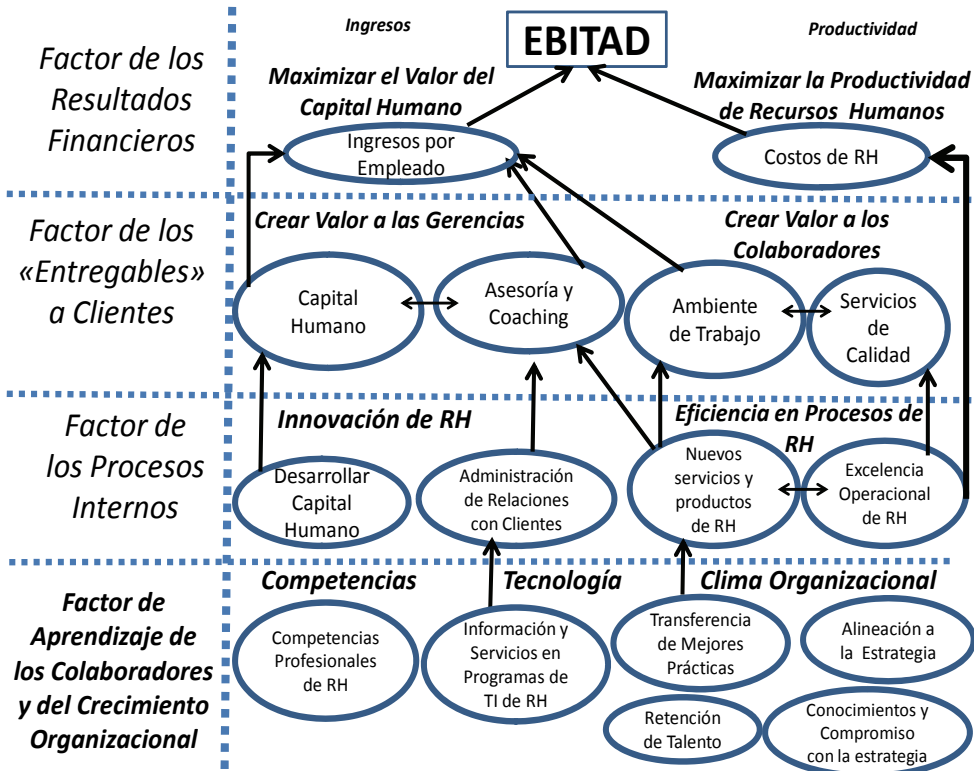 Ingresos
EBITAD
Productividad
Factor de los
Resultados
Financieros
Maximizar el Valor del
Capital Humano
Maximizar la Productividad
de Recursos Humanos
Ingresos por
Empleado
Costos de RH
Factor de los
«Entregables»
a Clientes
Crear Valor a las Gerencias
Crear Valor a los
Colaboradores
Capital
Humano
Asesoría y
Coaching
Ambiente
de Trabajo
Servicios
de
Calidad
Factor de
los Procesos
Internos
Innovación de RH
Eficiencia en Procesos de
RH
Desarrollar
Capital
Humano
Administración
de Relaciones
con Clientes
Nuevos
servicios y
productos
de RH
Excelencia
Operacional
de RH
Factor de
Aprendizaje de
los Colaboradores
y del Crecimiento
Organizacional
Competencias
Tecnología
Clima Organizacional
Competencias
Profesionales
de RH
Información y
Servicios en
Programas de
TI de RH
Transferencia
de Mejores
Prácticas
Alineación a
la Estrategia
Retención
de Talento
Conocimientos y
Compromiso
con la estrategia